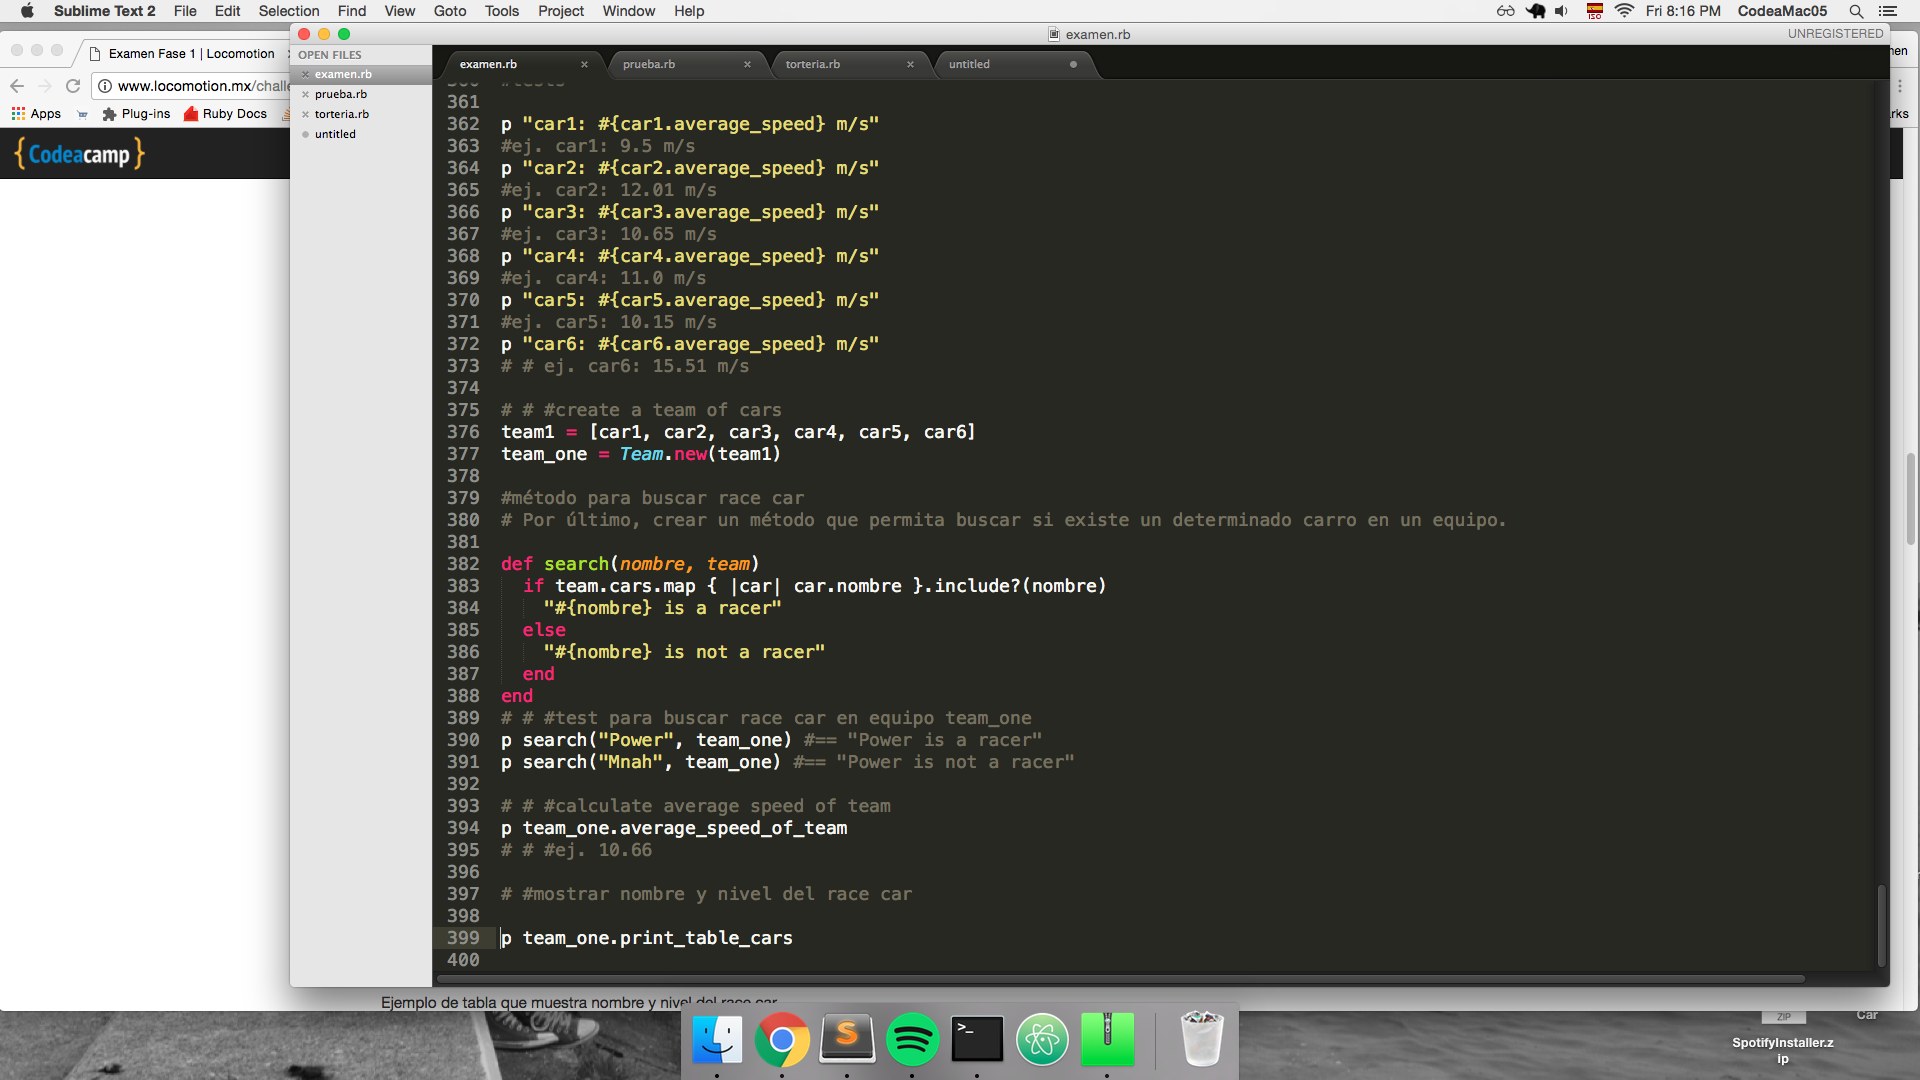 Sublime Text 2 File Edit Selection Find View Goto Tools Project Window Help
ISO Fri 8:16 PM CodeaMac05
examen.rb
UNREGISTERED
Examen Fase 1 | Locomotion
www.locomotion.mx/challe
Apps Plug-ins Ruby Docs
{Codeacamp}
OPEN FILES
examen.rb
prueba.rb
torteria.rb
untitled
examen.rb prueba.rb torteria.rb untitled
360 #tests
361
362 p "car1: #{car1.average_speed} m/s"
363 #ej. car1: 9.5 m/s
364 p "car2: #{car2.average_speed} m/s"
365 #ej. car2: 12.01 m/s
366 p "car3: #{car3.average_speed} m/s"
367 #ej. car3: 10.65 m/s
368 p "car4: #{car4.average_speed} m/s"
369 #ej. car4: 11.0 m/s
370 p "car5: #{car5.average_speed} m/s"
371 #ej. car5: 10.15 m/s
372 p "car6: #{car6.average_speed} m/s"
373 # # ej. car6: 15.51 m/s
374
375 # # #create a team of cars
376 team1 = [car1, car2, car3, car4, car5, car6]
377 team_one = Team.new(team1)
378
379 #método para buscar race car
380 # Por último, crear un método que permita buscar si existe un determinado carro en un equipo.
381
382 def search(nombre, team)
383 if team.cars.map { |car| car.nombre }.include?(nombre)
384 "#{nombre} is a racer"
385 else
386 "#{nombre} is not a racer"
387 end
388 end
389 # # #test para buscar race car en equipo team_one
390 p search("Power", team_one) #== "Power is a racer"
391 p search("Mnah", team_one) #== "Power is not a racer"
392
393 # # #calculate average speed of team
394 p team_one.average_speed_of_team
395 # # #ej. 10.66
396
397 # #mostrar nombre y nivel del race car
398
399 p team_one.print_table_cars
400
Ejemplo de tabla que muestra nombre y nivel del race car
ZIP
SpotifyInstaller.z
ip
Car